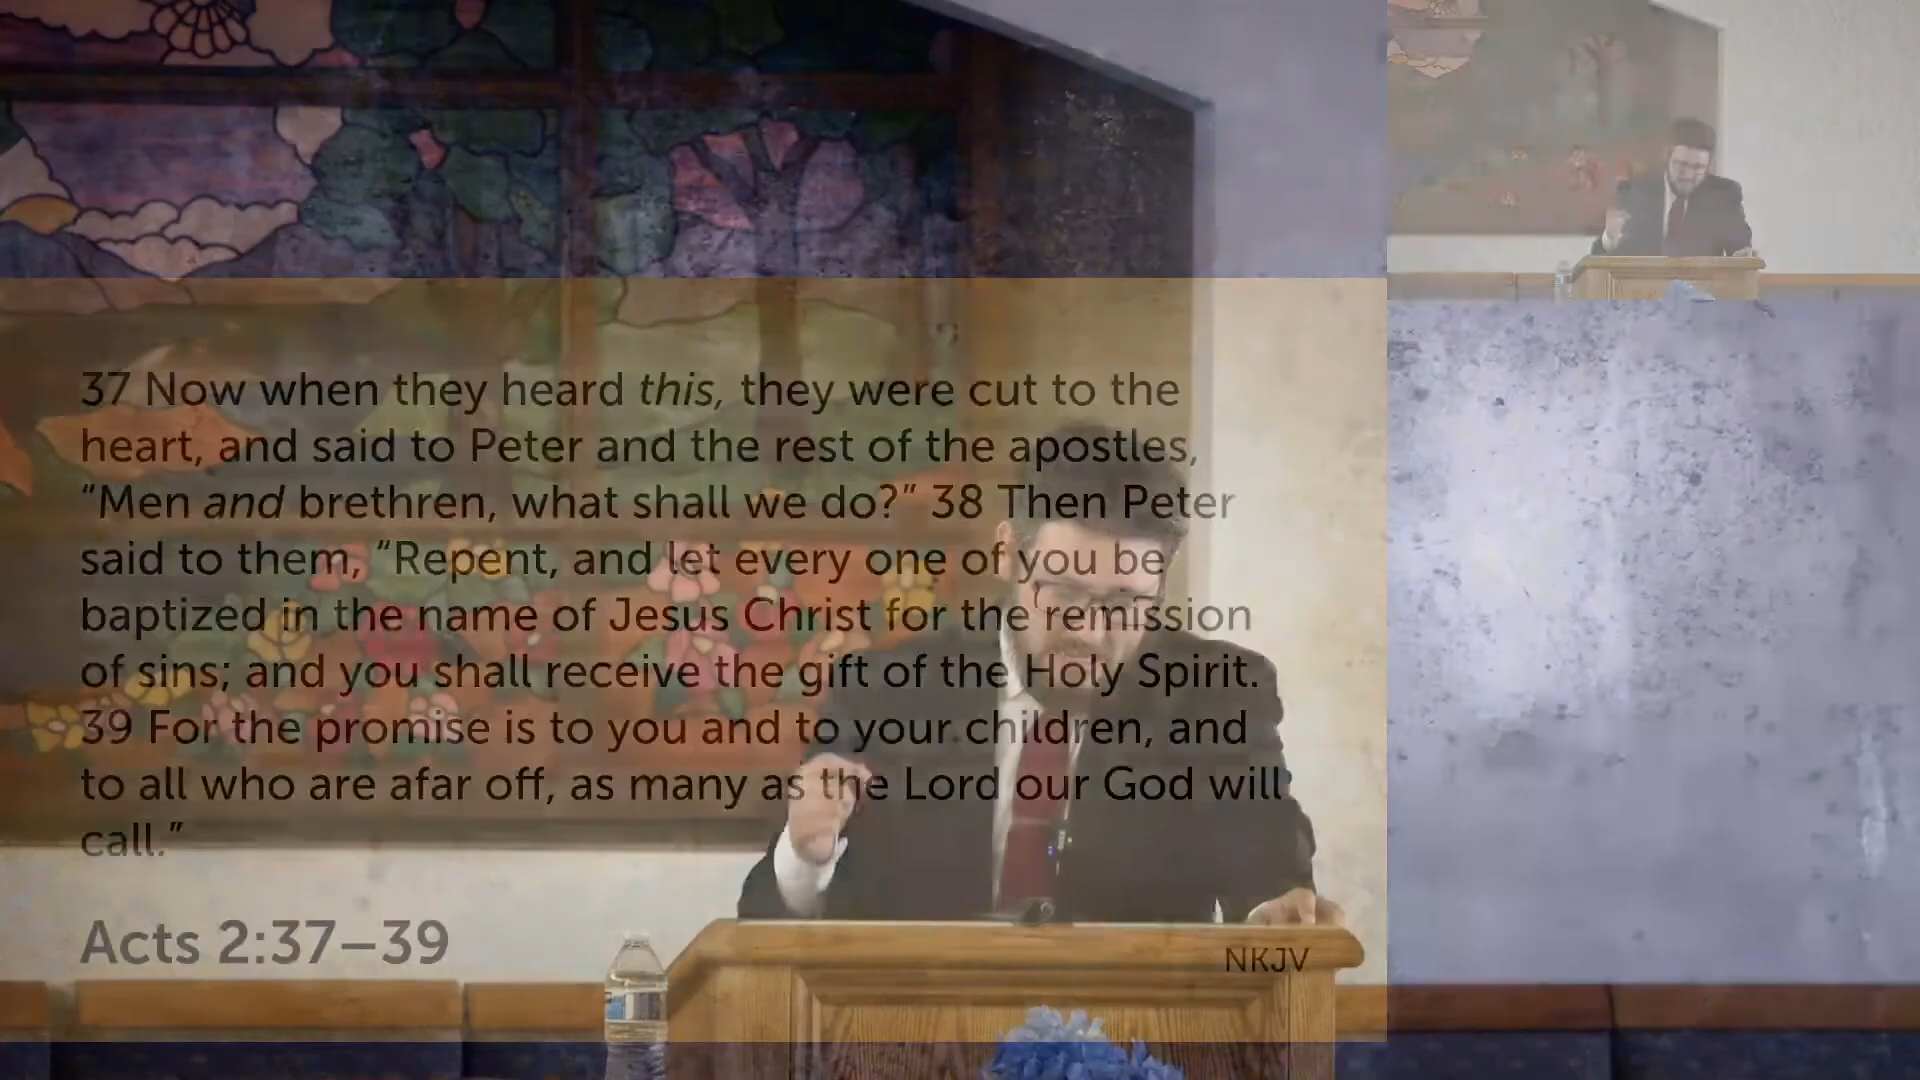 37 Now when they heard this, they were cut to the
heart, and said to Peter and the rest of the apostles,
“Men and brethren, what shall we do?” 38 Then Peter
said to them, “Repent, and let every one of you be
baptized in the name of Jesus Christ for the remission
of sins; and you shall receive the gift of the Holy Spirit.
39 For the promise is to you and to your children, and
to all who are afar off, as many as the Lord our God will
call.”
Acts 2:37–39
NKJV